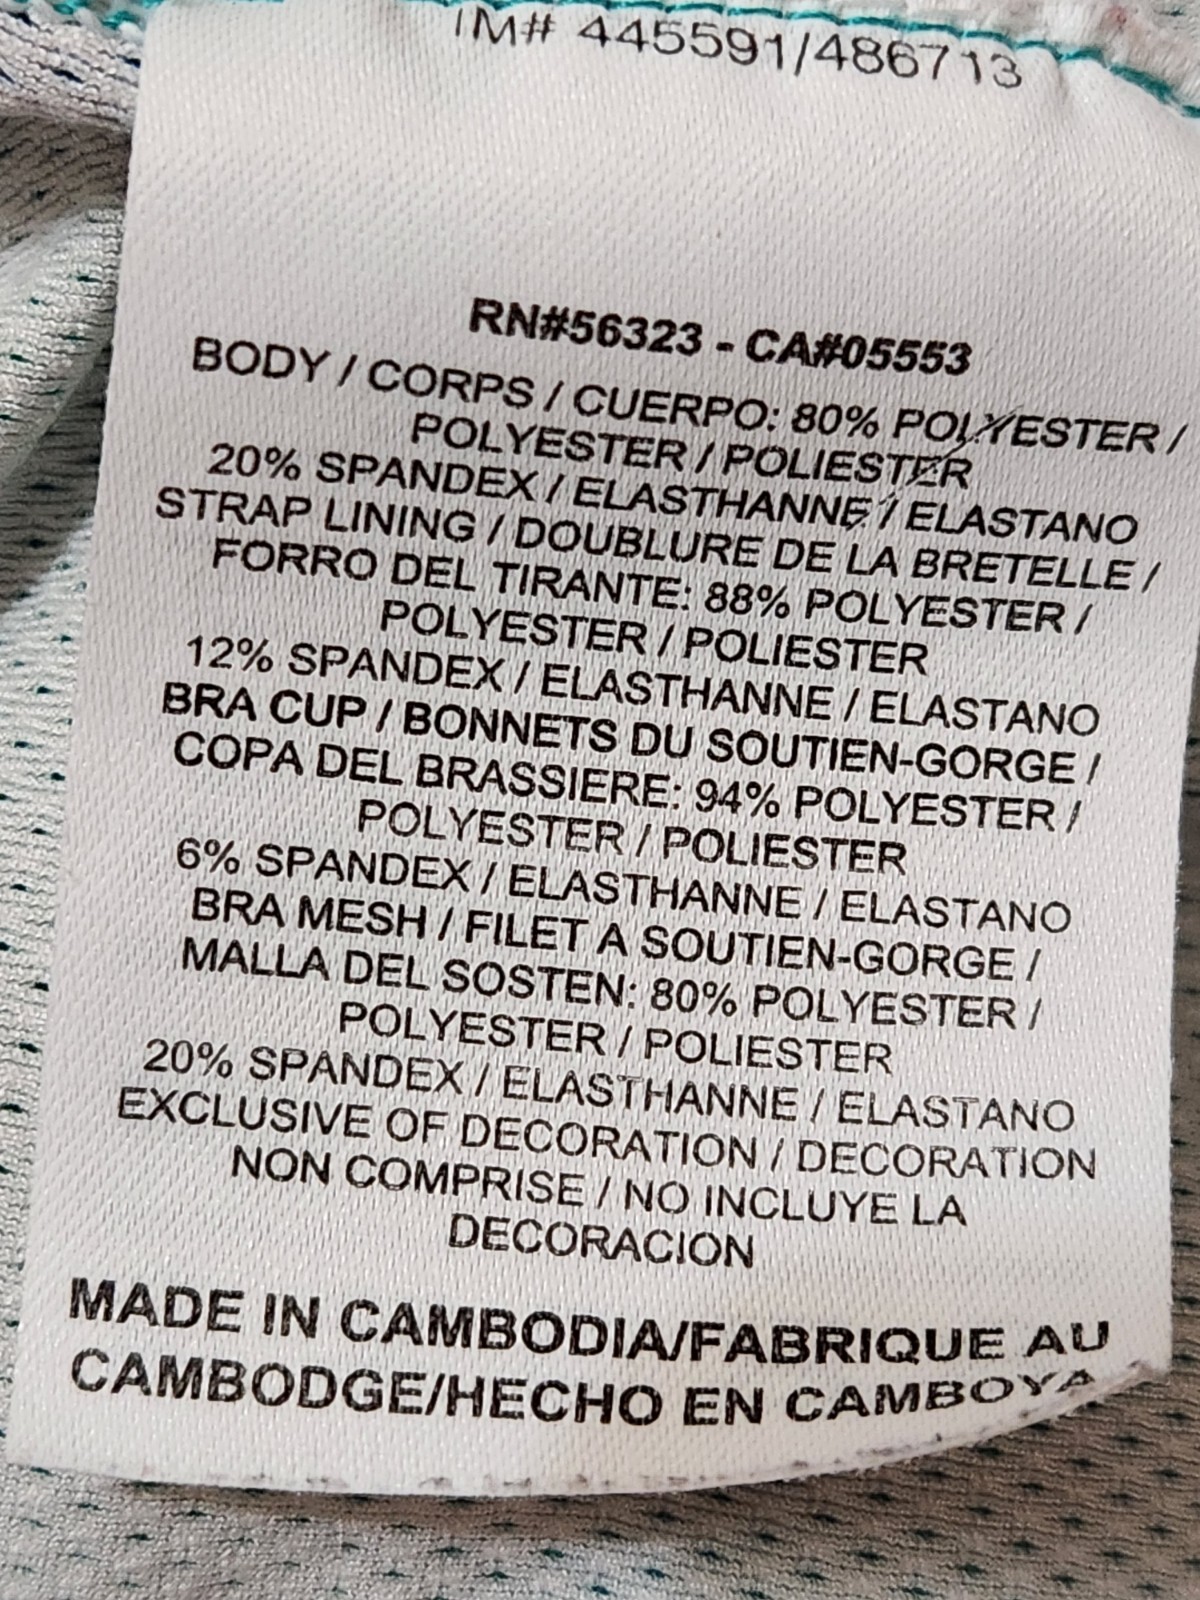 IM# 445591/486713
RN#56323 - CA#05553
BODY / CORPS / CUERPO: 80% POLYESTER /
POLYESTER / POLIESTER
20% SPANDEX / ELASTHANNE / ELASTANO
STRAP LINING / DOUBLURE DE LA BRETELLE /
FORRO DEL TIRANTE: 88% POLYESTER /
POLYESTER / POLIESTER
12% SPANDEX / ELASTHANNE / ELASTANO
BRA CUP / BONNETS DU SOUTIEN-GORGE /
COPA DEL BRASSIERE: 94% POLYESTER /
POLYESTER / POLIESTER
6% SPANDEX / ELASTHANNE / ELASTANO
BRA MESH / FILET A SOUTIEN-GORGE /
MALLA DEL SOSTEN: 80% POLYESTER /
POLYESTER / POLIESTER
20% SPANDEX / ELASTHANNE / ELASTANO
EXCLUSIVE OF DECORATION / DECORATION
NON COMPRISE / NO INCLUYE LA
DECORACION
MADE IN CAMBODIA/FABRIQUE AU
CAMBODGE/HECHO EN CAMBOYA